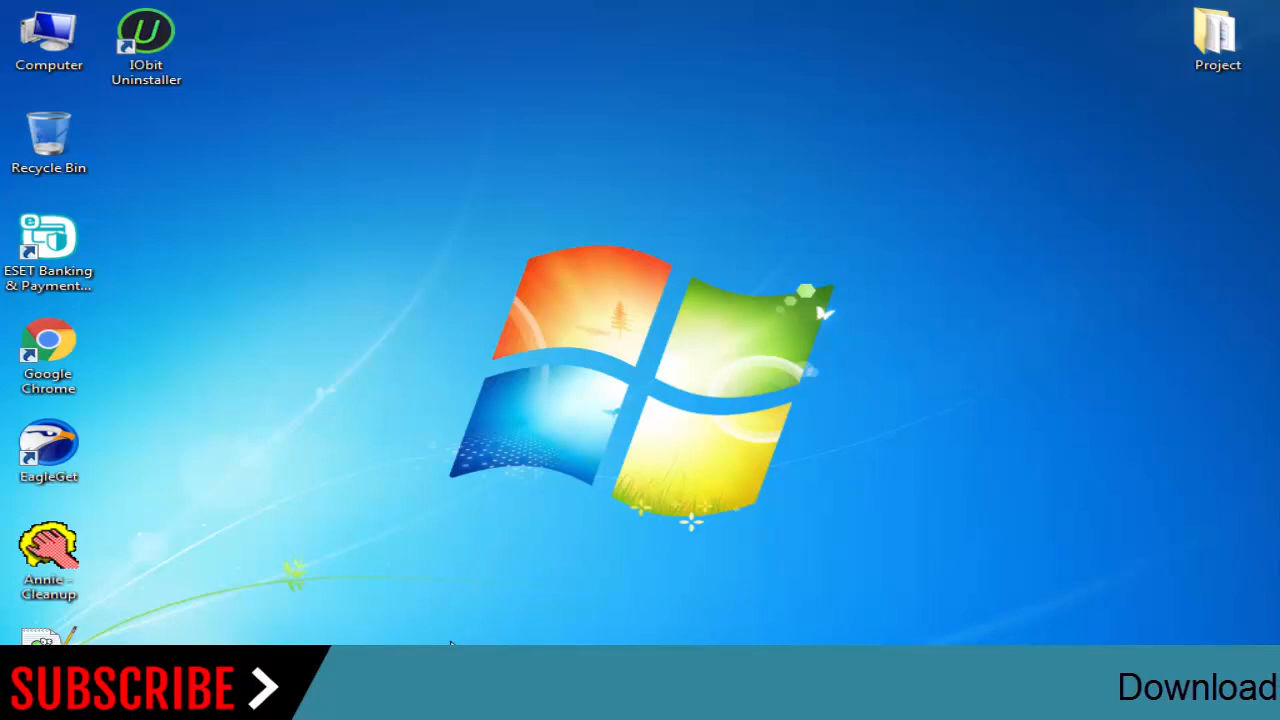 Computer
IObit
Uninstaller
Project
Recycle Bin
ESET Banking
& Payment...
Google
Chrome
EagleGet
Annie -
Cleanup
SUBSCRIBE
Download